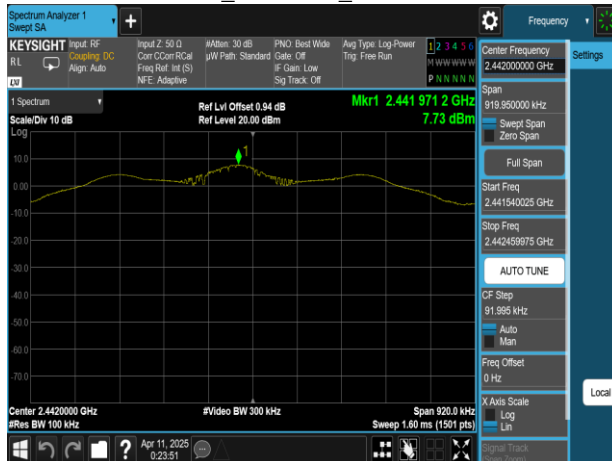 Spectrum Analyzer 1
Swept SA
Frequency
KEYSIGHT
RL
LXI
Input: RF
Coupling: DC
Align: Auto
Input Z: 50 Ω
Corr CCorr RCal
Freq Ref: Int (S)
NFE: Adaptive
#Atten: 30 dB
µW Path: Standard
PNO: Best Wide
Gate: Off
IF Gain: Low
Sig Track: Off
Avg Type: Log-Power
Trig: Free Run
1 2 3 4 5 6
M W W W W W
P N N N N N
Center Frequency
2.442000000 GHz
Settings
Span
919.950000 kHz
Swept Span
Zero Span
Full Span
Start Freq
2.441540025 GHz
Stop Freq
2.442459975 GHz
AUTO TUNE
CF Step
91.995 kHz
Auto
Man
Freq Offset
0 Hz
X Axis Scale
Log
Lin
Signal Track
(Span Zoom)
Local
1 Spectrum
Scale/Div 10 dB
Ref Lvl Offset 0.94 dB
Ref Level 20.00 dBm
Mkr1 2.441 971 2 GHz
7.73 dBm
Log
1
10.0
0.00
-10.0
-20.0
-30.0
-40.0
-50.0
-60.0
-70.0
Center 2.4420000 GHz
#Res BW 100 kHz
#Video BW 300 kHz
Span 920.0 kHz
Sweep 1.60 ms (1501 pts)
?
Apr 11, 2025
0:23:51